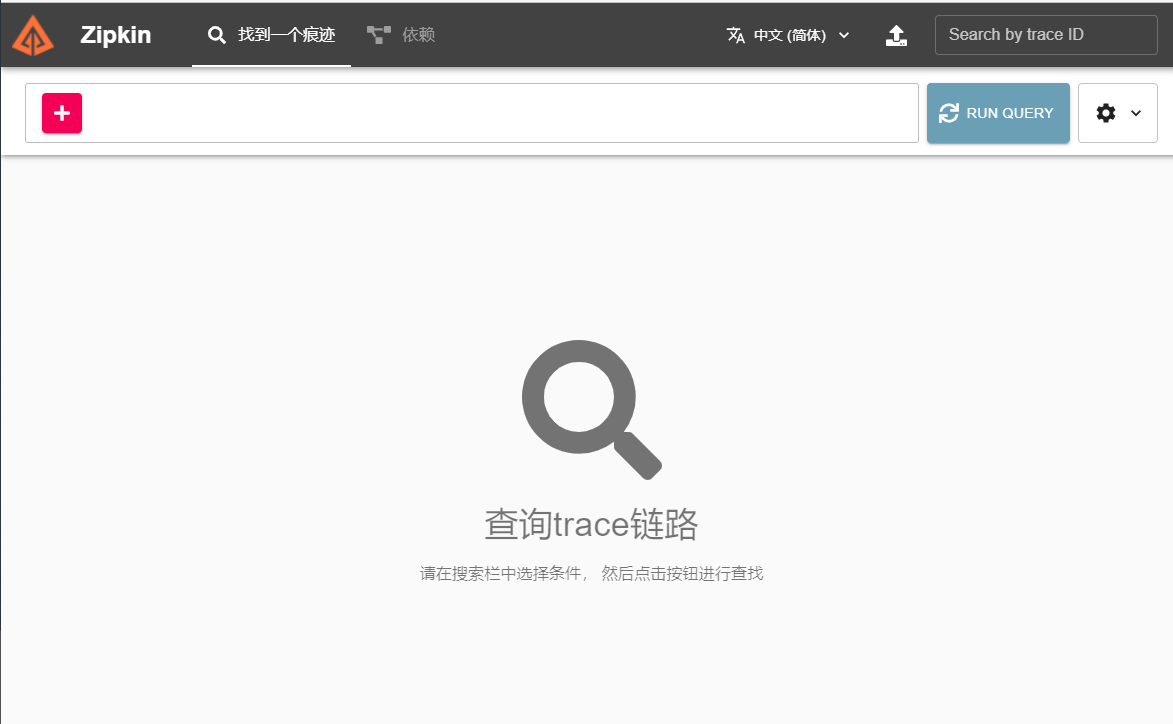 Zipkin
找到一个痕迹
依赖
中文 (简体)
Search by trace ID
RUN QUERY
查询trace链路
请在搜索栏中选择条件， 然后点击按钮进行查找